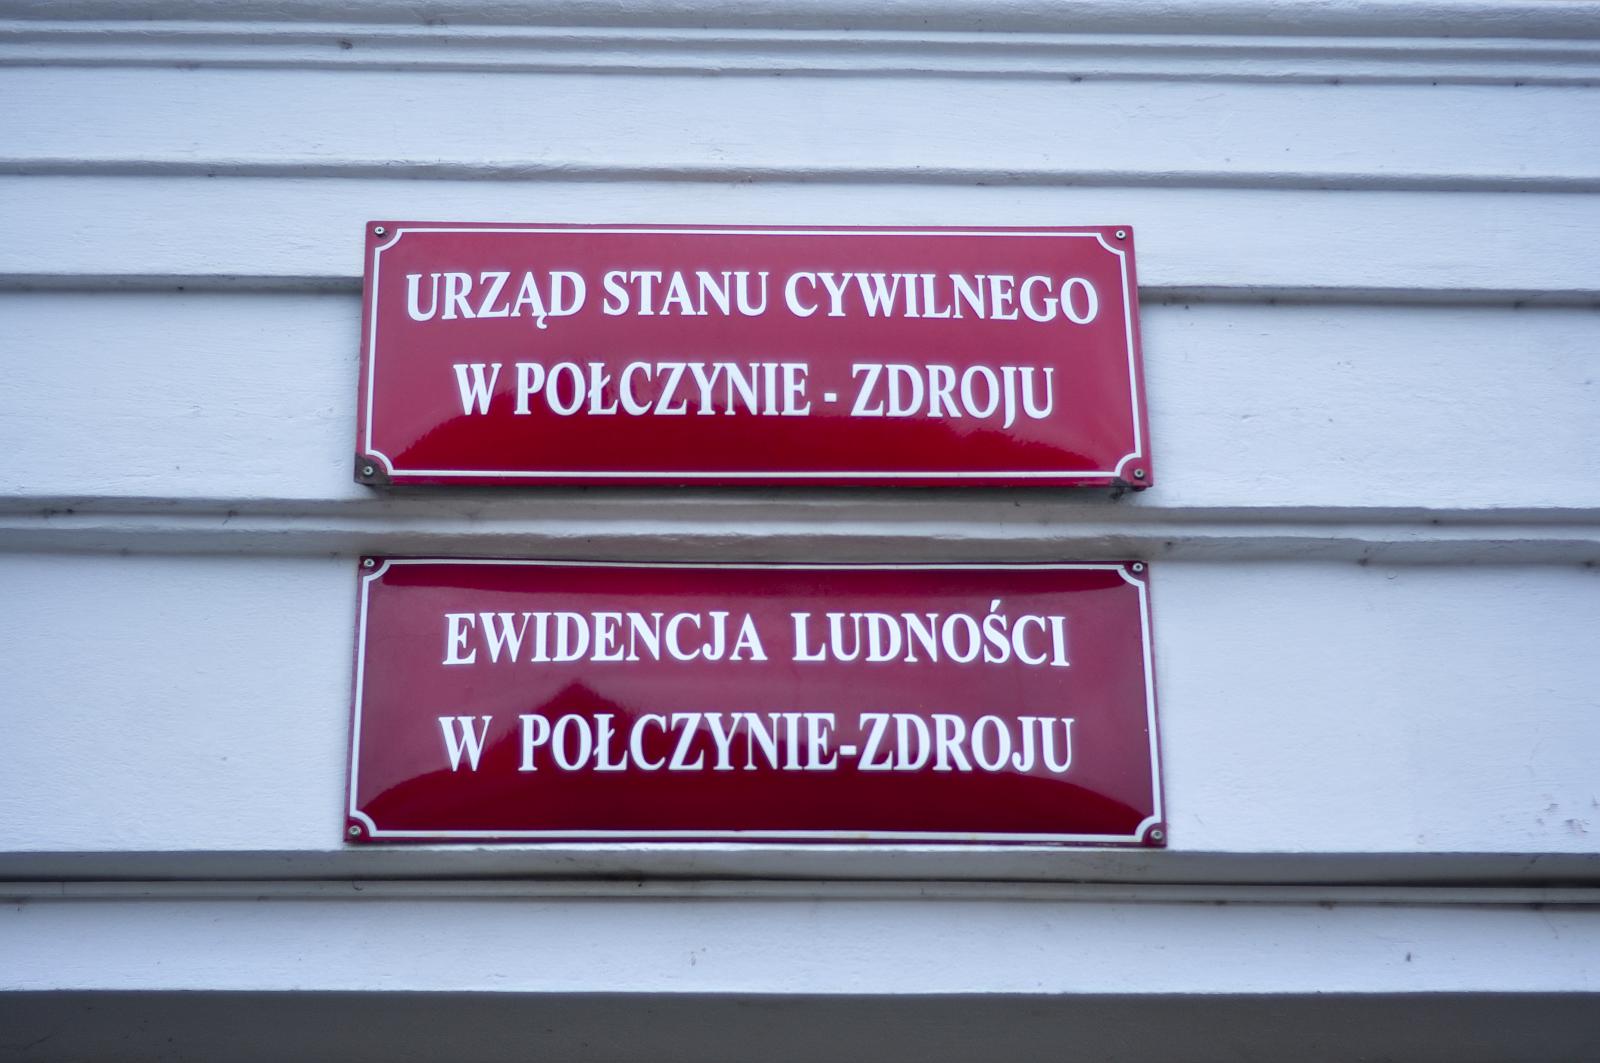 URZĄD STANU CYWILNEGO
W POŁCZYNIE - ZDROJU
EWIDENCJA LUDNOŚCI
W POŁCZYNIE-ZDROJU